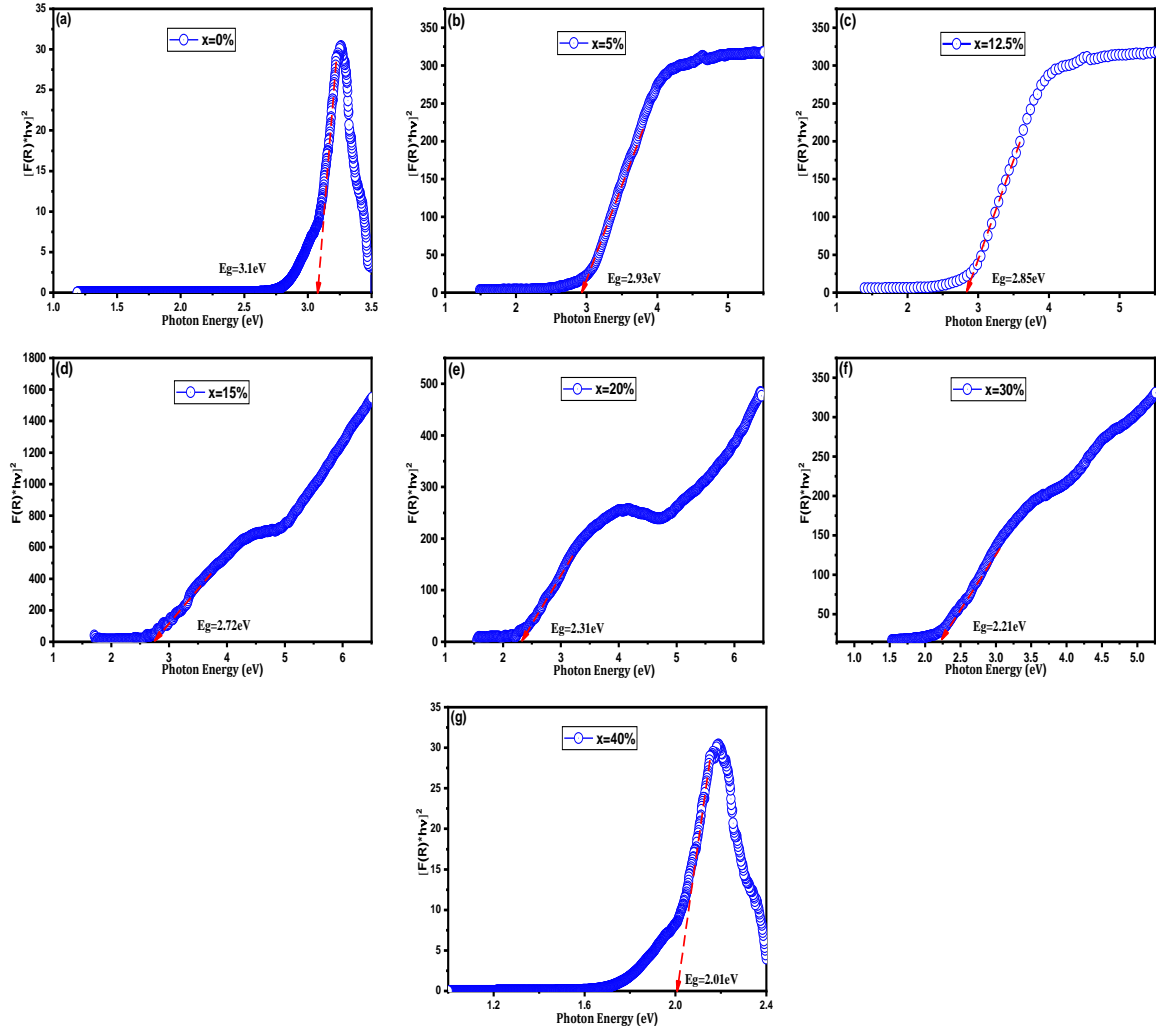 (a)
x=0%
[F(R)*hν]²
35
30
25
20
15
10
5
0
Eg=3.1eV
1.0 1.5 2.0 2.5 3.0 3.5
Photon Energy (eV)
(b)
x=5%
[F(R)*hν]²
350
300
250
200
150
100
50
0
Eg=2.93eV
2 3 4 5
Photon Energy (eV)
(c)
x=12.5%
[F(R)*hν]²
350
300
250
200
150
100
50
0
Eg=2.85eV
1 2 3 4 5
Photon Energy (eV)
(d)
x=15%
F(R)*hν]²
1800
1600
1400
1200
1000
800
600
400
200
0
Eg=2.72eV
1 2 3 4 5 6
Photon Energy (eV)
(e)
x=20%
F(R)*hν]²
500
400
300
200
100
0
Eg=2.31eV
1 2 3 4 5 6
Photon Energy (eV)
(f)
x=30%
F(R)*hν]²
350
300
250
200
150
100
50
Eg=2.21eV
1.0 1.5 2.0 2.5 3.0 3.5 4.0 4.5 5.0
Photon Energy (eV)
(g)
x=40%
[F(R)*hν]²
35
30
25
20
15
10
5
0
Eg=2.01eV
1.2 1.6 2.0 2.4
Photon Energy (eV)